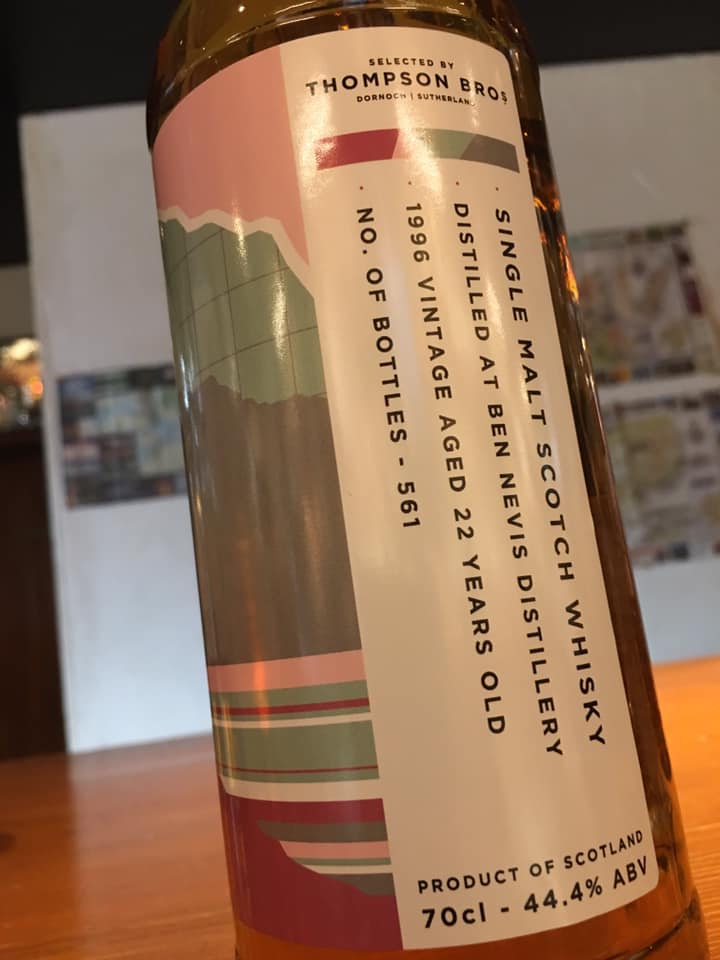 SELECTED BY
THOMPSON BROS
DORNOCH | SUTHERLAND
· SINGLE MALT SCOTCH WHISKY
· DISTILLED AT BEN NEVIS DISTILLERY
· 1996 VINTAGE AGED 22 YEARS OLD
· NO. OF BOTTLES - 561
PRODUCT OF SCOTLAND
70cl - 44.4% ABV